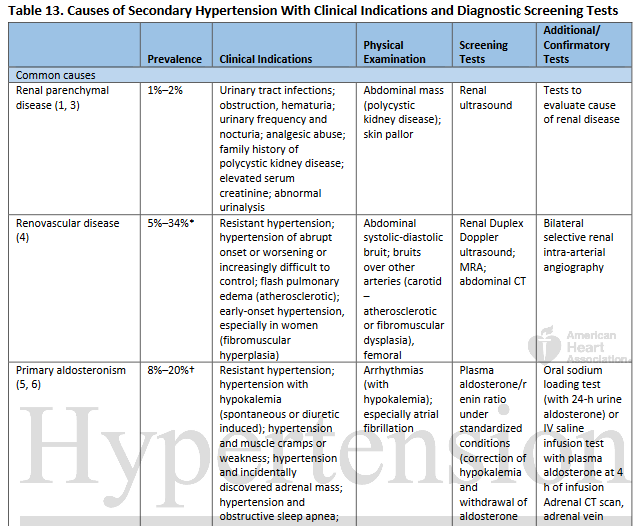 Table 13. Causes of Secondary Hypertension With Clinical Indications and Diagnostic Screening Tests
Prevalence
Clinical Indications
Physical
Examination
Screening
Tests
Additional/
Confirmatory
Tests
Common causes
Renal parenchymal
disease (1, 3)
1%–2%
Urinary tract infections;
obstruction, hematuria;
urinary frequency and
nocturia; analgesic abuse;
family history of
polycystic kidney disease;
elevated serum
creatinine; abnormal
urinalysis
Abdominal mass
(polycystic
kidney disease);
skin pallor
Renal
ultrasound
Tests to
evaluate cause
of renal disease
Renovascular disease
(4)
5%–34%*
Resistant hypertension;
hypertension of abrupt
onset or worsening or
increasingly difficult to
control; flash pulmonary
edema (atherosclerotic);
early-onset hypertension,
especially in women
(fibromuscular
hyperplasia)
Abdominal
systolic-diastolic
bruit; bruits
over other
arteries (carotid
–
atherosclerotic
or fibromuscular
dysplasia),
femoral
Renal Duplex
Doppler
ultrasound;
MRA;
abdominal CT
Bilateral
selective renal
intra-arterial
angiography
American
Heart
Association
Primary aldosteronism
(5, 6)
8%–20%†
Resistant hypertension;
hypertension with
hypokalemia
(spontaneous or diuretic
induced); hypertension
and muscle cramps or
weakness; hypertension
and incidentally
discovered adrenal mass;
hypertension and
obstructive sleep apnea;
Arrhythmias
(with
hypokalemia);
especially atrial
fibrillation
Plasma
aldosterone/r
enin ratio
under
standardized
conditions
(correction of
hypokalemia
and
withdrawal of
aldosterone
Oral sodium
loading test
(with 24-h urine
aldosterone) or
IV saline
infusion test
with plasma
aldosterone at 4
h of infusion
Adrenal CT scan,
adrenal vein
Hypertension